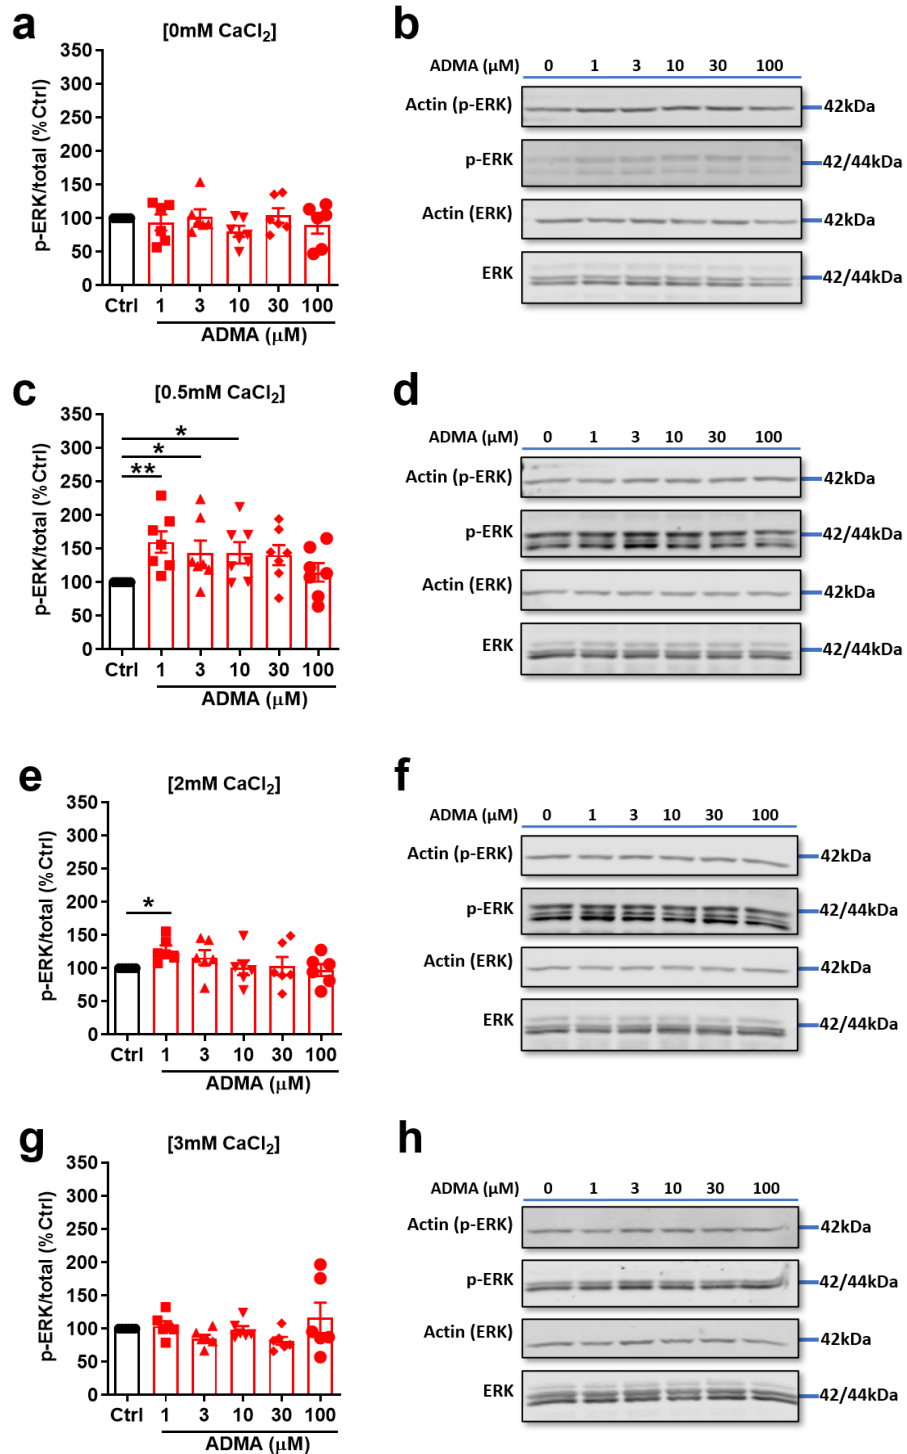 a
[0mM CaCl₂]
p-ERK/total (%Ctrl)
350
300
250
200
150
100
50
0
Ctrl 1 3 10 30 100
ADMA (μM)
b
ADMA (μM) 0 1 3 10 30 100
Actin (p-ERK) 42kDa
p-ERK 42/44kDa
Actin (ERK) 42kDa
ERK 42/44kDa
c
[0.5mM CaCl₂]
p-ERK/total (%Ctrl)
350
300
250
200
150
100
50
0
*
*
**
Ctrl 1 3 10 30 100
ADMA (μM)
d
ADMA (μM) 0 1 3 10 30 100
Actin (p-ERK) 42kDa
p-ERK 42/44kDa
Actin (ERK) 42kDa
ERK 42/44kDa
e
[2mM CaCl₂]
p-ERK/total (%Ctrl)
350
300
250
200
150
100
50
0
*
Ctrl 1 3 10 30 100
ADMA (μM)
f
ADMA (μM) 0 1 3 10 30 100
Actin (p-ERK) 42kDa
p-ERK 42/44kDa
Actin (ERK) 42kDa
ERK 42/44kDa
g
[3mM CaCl₂]
p-ERK/total (%Ctrl)
350
300
250
200
150
100
50
0
Ctrl 1 3 10 30 100
ADMA (μM)
h
ADMA (μM) 0 1 3 10 30 100
Actin (p-ERK) 42kDa
p-ERK 42/44kDa
Actin (ERK) 42kDa
ERK 42/44kDa